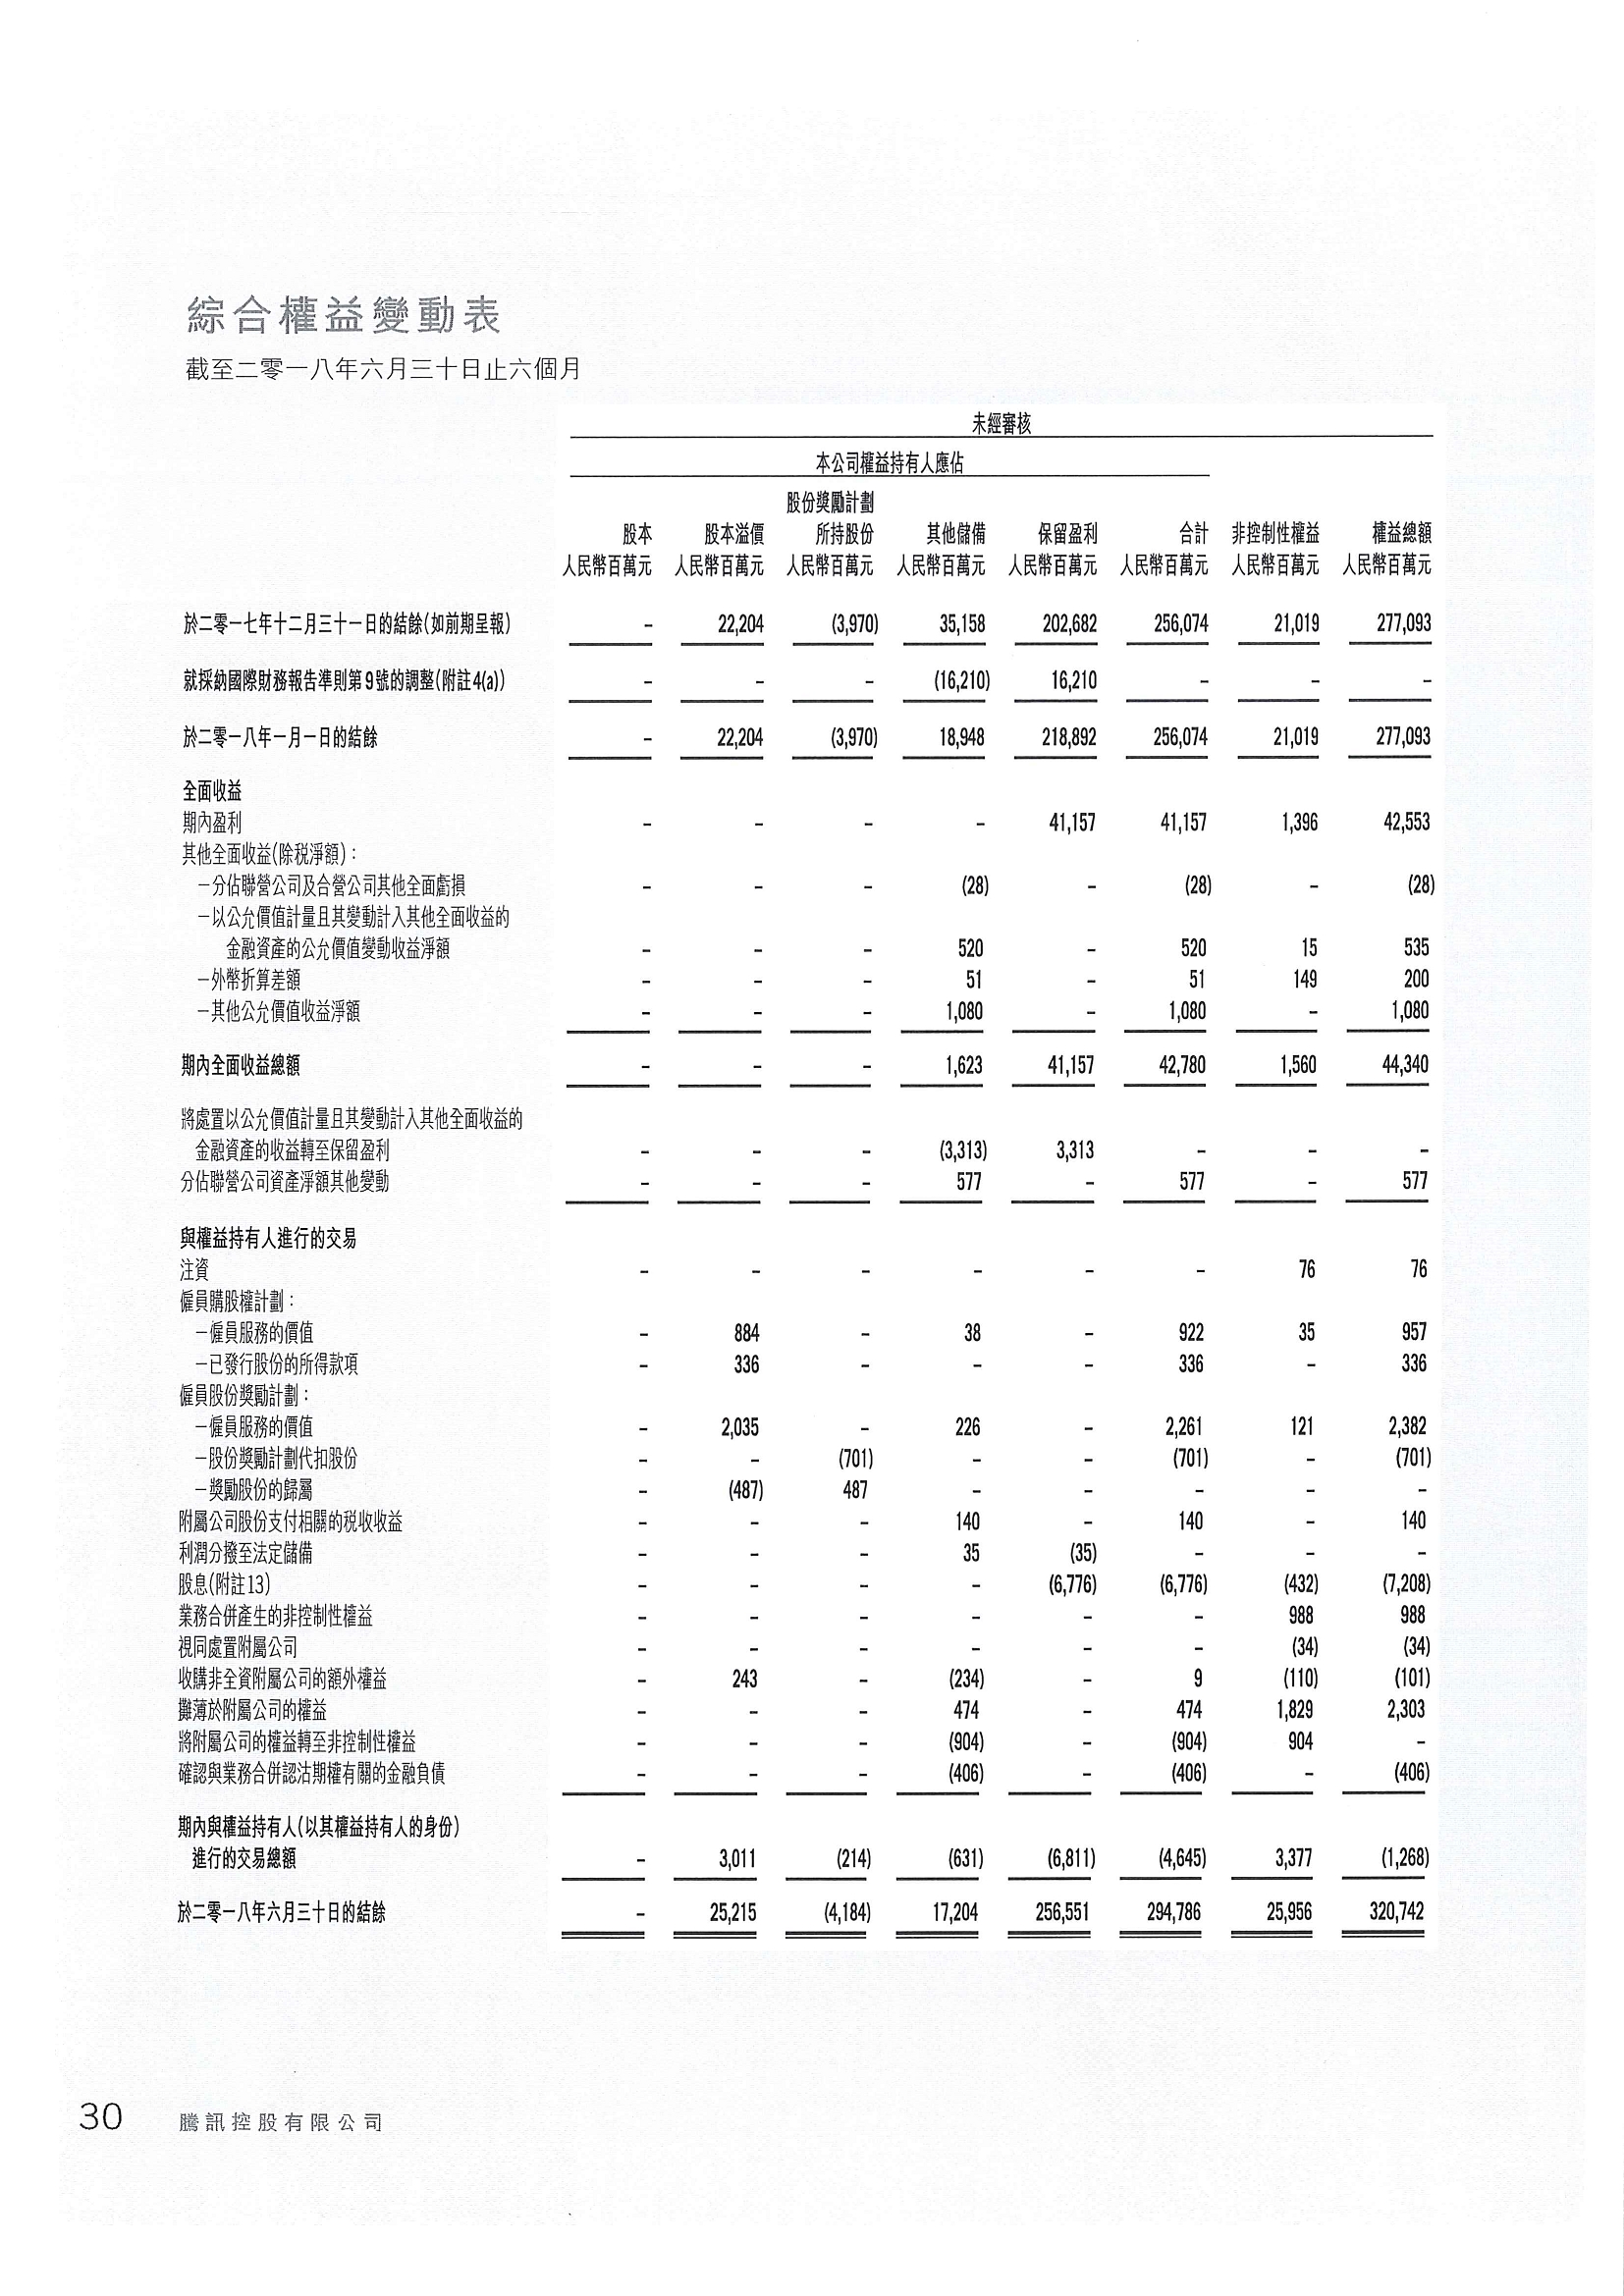 綜合權益變動表
截至二零一八年六月三十日止六個月
未經審核
本公司權益持有人應佔
股份獎勵計劃
股本 股本溢價 所持股份 其他儲備 保留盈利 合計 非控制性權益 權益總額
人民幣百萬元 人民幣百萬元 人民幣百萬元 人民幣百萬元 人民幣百萬元 人民幣百萬元 人民幣百萬元 人民幣百萬元
於二零一七年十二月三十一日的結餘(如前期呈報) – 22,204 (3,970) 35,158 202,682 256,074 21,019 277,093
就採納國際財務報告準則第9號的調整(附註4(a)) – – – (16,210) 16,210 – – –
於二零一八年一月一日的結餘 – 22,204 (3,970) 18,948 218,892 256,074 21,019 277,093
全面收益
期內盈利 – – – – 41,157 41,157 1,396 42,553
其他全面收益(除稅淨額)：
－分佔聯營公司及合營公司其他全面虧損 – – – (28) – (28) – (28)
－以公允價值計量且其變動計入其他全面收益的
金融資產的公允價值變動收益淨額 – – – 520 – 520 15 535
－外幣折算差額 – – – 51 – 51 149 200
－其他公允價值收益淨額 – – – 1,080 – 1,080 – 1,080
期內全面收益總額 – – – 1,623 41,157 42,780 1,560 44,340
將處置以公允價值計量且其變動計入其他全面收益的
金融資產的收益轉至保留盈利 – – – (3,313) 3,313 – – –
分佔聯營公司資產淨額其他變動 – – – 577 – 577 – 577
與權益持有人進行的交易
注資 – – – – – – 76 76
僱員購股權計劃：
－僱員服務的價值 – 884 – 38 – 922 35 957
－已發行股份的所得款項 – 336 – – – 336 – 336
僱員股份獎勵計劃：
－僱員服務的價值 – 2,035 – 226 – 2,261 121 2,382
－股份獎勵計劃代扣股份 – – (701) – – (701) – (701)
－獎勵股份的歸屬 – (487) 487 – – – – –
附屬公司股份支付相關的稅收收益 – – – 140 – 140 – 140
利潤分撥至法定儲備 – – – 35 (35) – – –
股息(附註13) – – – – (6,776) (6,776) (432) (7,208)
業務合併產生的非控制性權益 – – – – – – 988 988
視同處置附屬公司 – – – – – – (34) (34)
收購非全資附屬公司的額外權益 – 243 – (234) – 9 (110) (101)
攤薄於附屬公司的權益 – – – 474 – 474 1,829 2,303
將附屬公司的權益轉至非控制性權益 – – – (904) – (904) 904 –
確認與業務合併認沽期權有關的金融負債 – – – (406) – (406) – (406)
期內與權益持有人(以其權益持有人的身份)
進行的交易總額 – 3,011 (214) (631) (6,811) (4,645) 3,377 (1,268)
於二零一八年六月三十日的結餘 – 25,215 (4,184) 17,204 256,551 294,786 25,956 320,742
30 騰訊控股有限公司